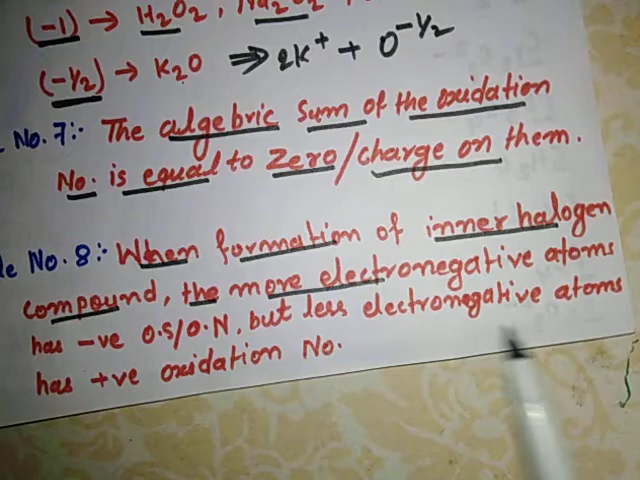 (-1) → H₂O₂, Na₂O₂
(-1/2) → K₂O ⇒ 2K⁺ + O⁻¹/²
No. 7:- The algebric Sum of the oxidation
No. is equal to Zero/charge on them.
le No. 8:- When formation of inner halogen
compound, the more electronegative atoms
has -ve O.S/O.N, but less electronegative atoms
has +ve oxidation No.